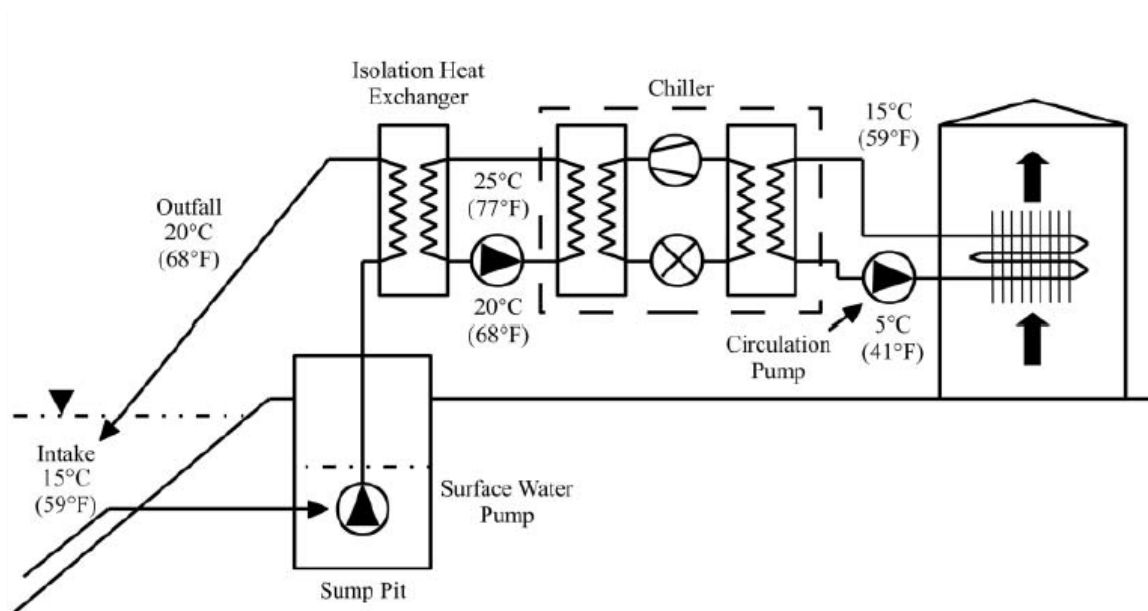 Isolation Heat
Exchanger
Chiller
15°C
(59°F)
25°C
(77°F)
Outfall
20°C
(68°F)
20°C
(68°F)
Circulation
Pump
5°C
(41°F)
Intake
15°C
(59°F)
Surface Water
Pump
Sump Pit